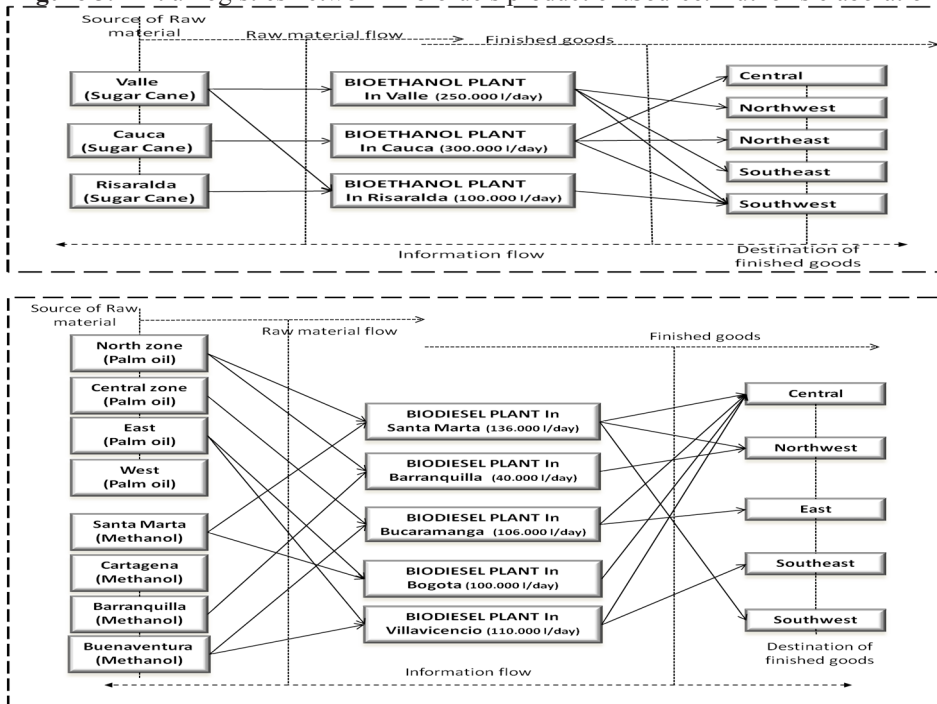 Source of Raw
material
Raw material flow
Finished goods
Valle
(Sugar Cane)
BIOETHANOL PLANT
In Valle (250.000 l/day)
Central
Northwest
Cauca
(Sugar Cane)
BIOETHANOL PLANT
In Cauca (300.000 l/day)
Northeast
Southeast
Risaralda
(Sugar Cane)
BIOETHANOL PLANT
In Risaralda (100.000 l/day)
Southwest
Information flow
Destination of
finished goods
Source of Raw
material
Raw material flow
Finished goods
North zone
(Palm oil)
Central zone
(Palm oil)
East
(Palm oil)
West
(Palm oil)
Santa Marta
(Methanol)
Cartagena
(Methanol)
Barranquilla
(Methanol)
Buenaventura
(Methanol)
BIODIESEL PLANT In
Santa Marta (136.000 l/day)
BIODIESEL PLANT In
Barranquilla (40.000 l/day)
BIODIESEL PLANT In
Bucaramanga (106.000 l/day)
BIODIESEL PLANT In
Bogota (100.000 l/day)
BIODIESEL PLANT In
Villavicencio (110.000 l/day)
Central
Northwest
East
Southeast
Southwest
Destination of
finished goods
Information flow